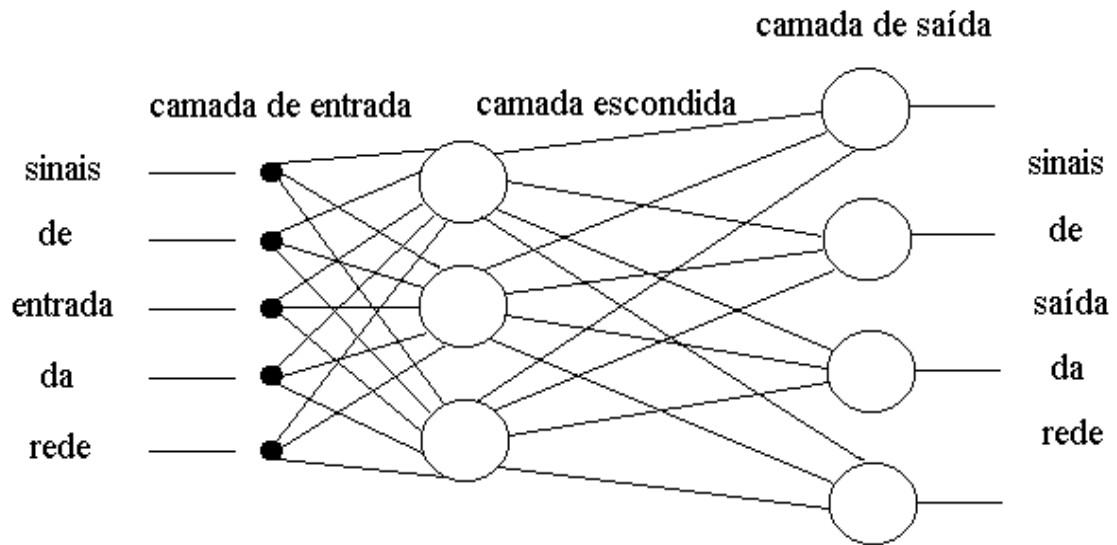 camada de saída
camada de entrada
camada escondida
sinais
de
entrada
da
rede
sinais
de
saída
da
rede